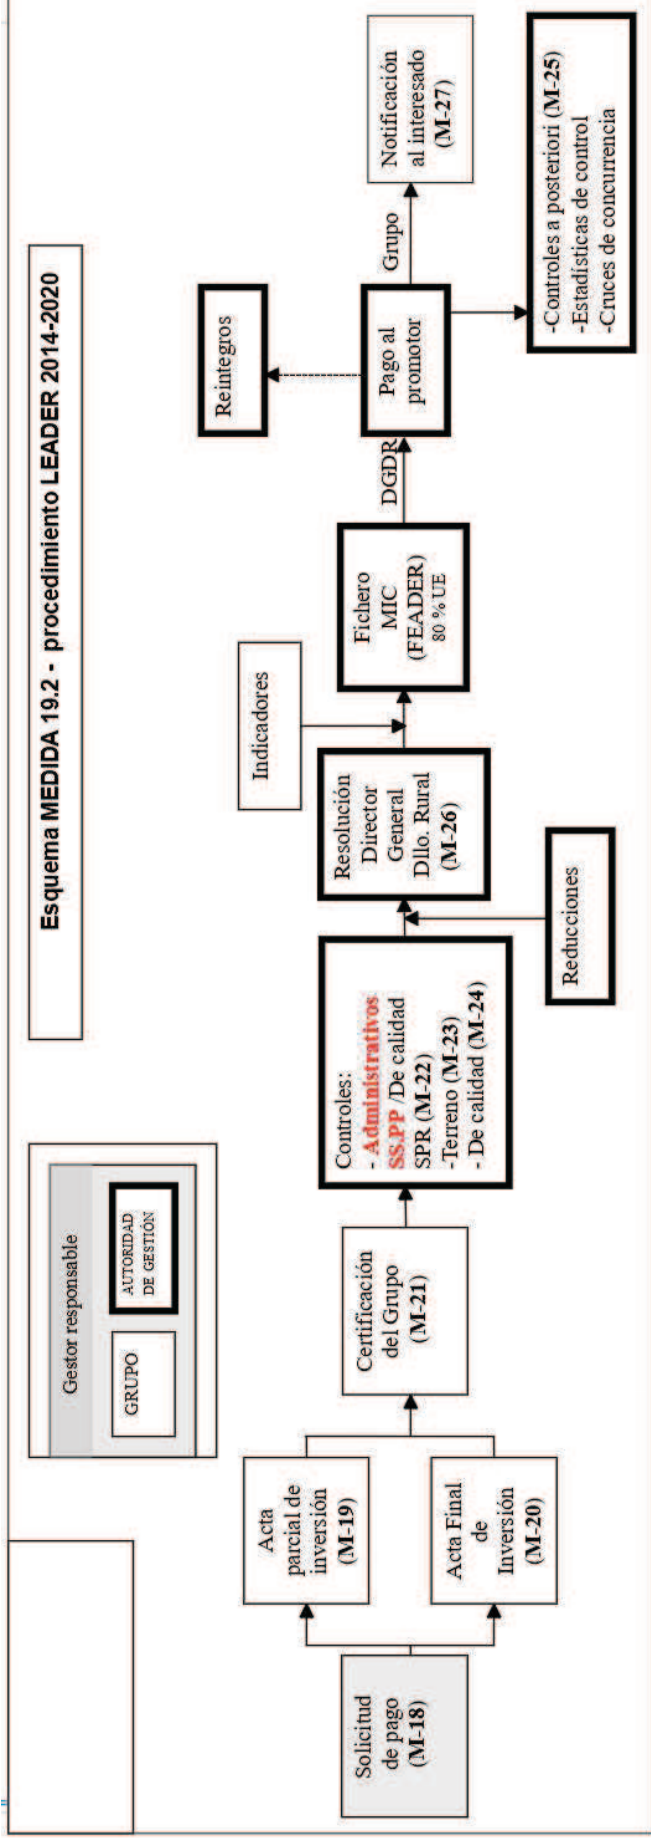 Esquema MEDIDA 19.2 - procedimiento LEADER 2014-2020
Gestor responsable
GRUPO
AUTORIDAD
DE GESTIÓN
Solicitud
de pago
(M-18)
Acta
parcial de
inversión
(M-19)
Acta Final
de
Inversión
(M-20)
Certificación
del Grupo
(M-21)
Controles:
- Administrativos
SS.PP /De calidad
SPR (M-22)
-Terreno (M-23)
- De calidad (M-24)
Reducciones
Resolución
Director
General
Dllo. Rural
(M-26)
Indicadores
Fichero
MIC
(FEADER)
80 % UE
DGDR
Pago al
promotor
Reintegros
Grupo
Notificación
al interesado
(M-27)
-Controles a posteriori (M-25)
-Estadísticas de control
-Cruces de concurrencia